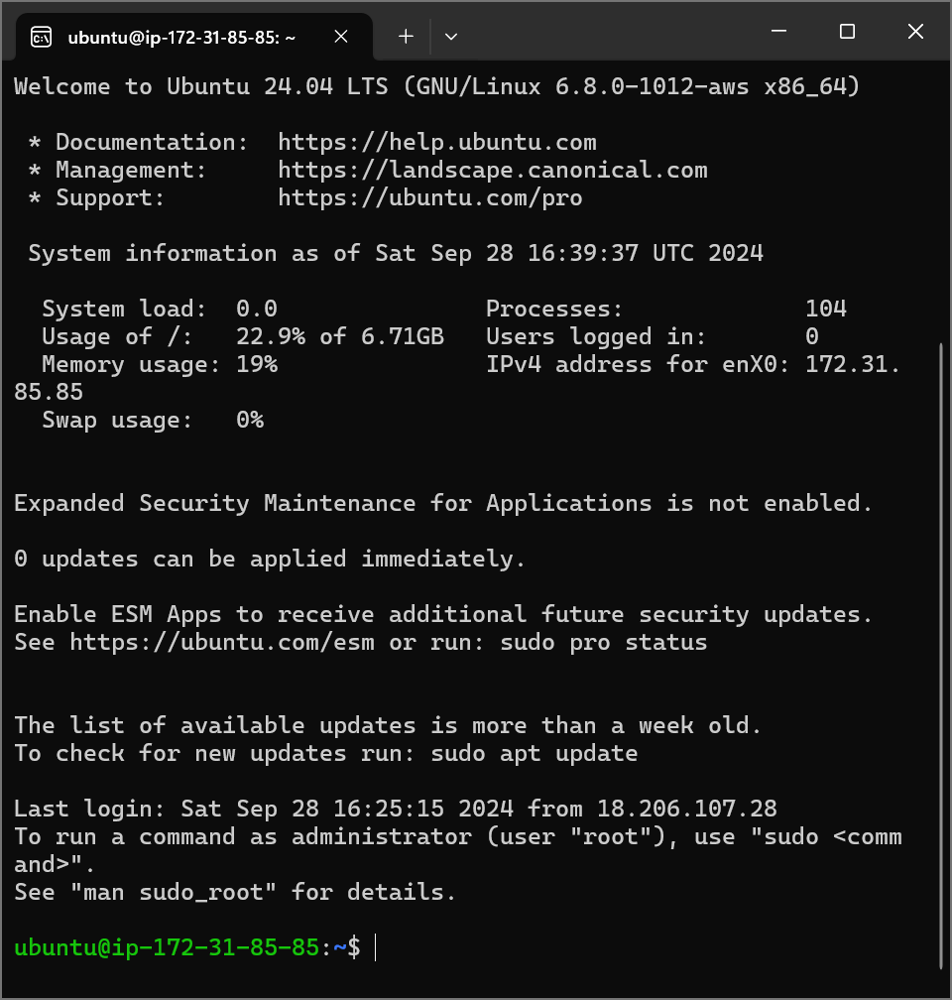 ubuntu@ip-172-31-85-85: ~
Welcome to Ubuntu 24.04 LTS (GNU/Linux 6.8.0-1012-aws x86_64)
* Documentation:  https://help.ubuntu.com
* Management:     https://landscape.canonical.com
* Support:        https://ubuntu.com/pro
System information as of Sat Sep 28 16:39:37 UTC 2024
System load:  0.0               Processes:             104
Usage of /:   22.9% of 6.71GB   Users logged in:       0
Memory usage: 19%               IPv4 address for enX0: 172.31.
85.85
Swap usage:   0%
Expanded Security Maintenance for Applications is not enabled.
0 updates can be applied immediately.
Enable ESM Apps to receive additional future security updates.
See https://ubuntu.com/esm or run: sudo pro status
The list of available updates is more than a week old.
To check for new updates run: sudo apt update
Last login: Sat Sep 28 16:25:15 2024 from 18.206.107.28
To run a command as administrator (user "root"), use "sudo <comm
and>".
See "man sudo_root" for details.
ubuntu@ip-172-31-85-85:~$